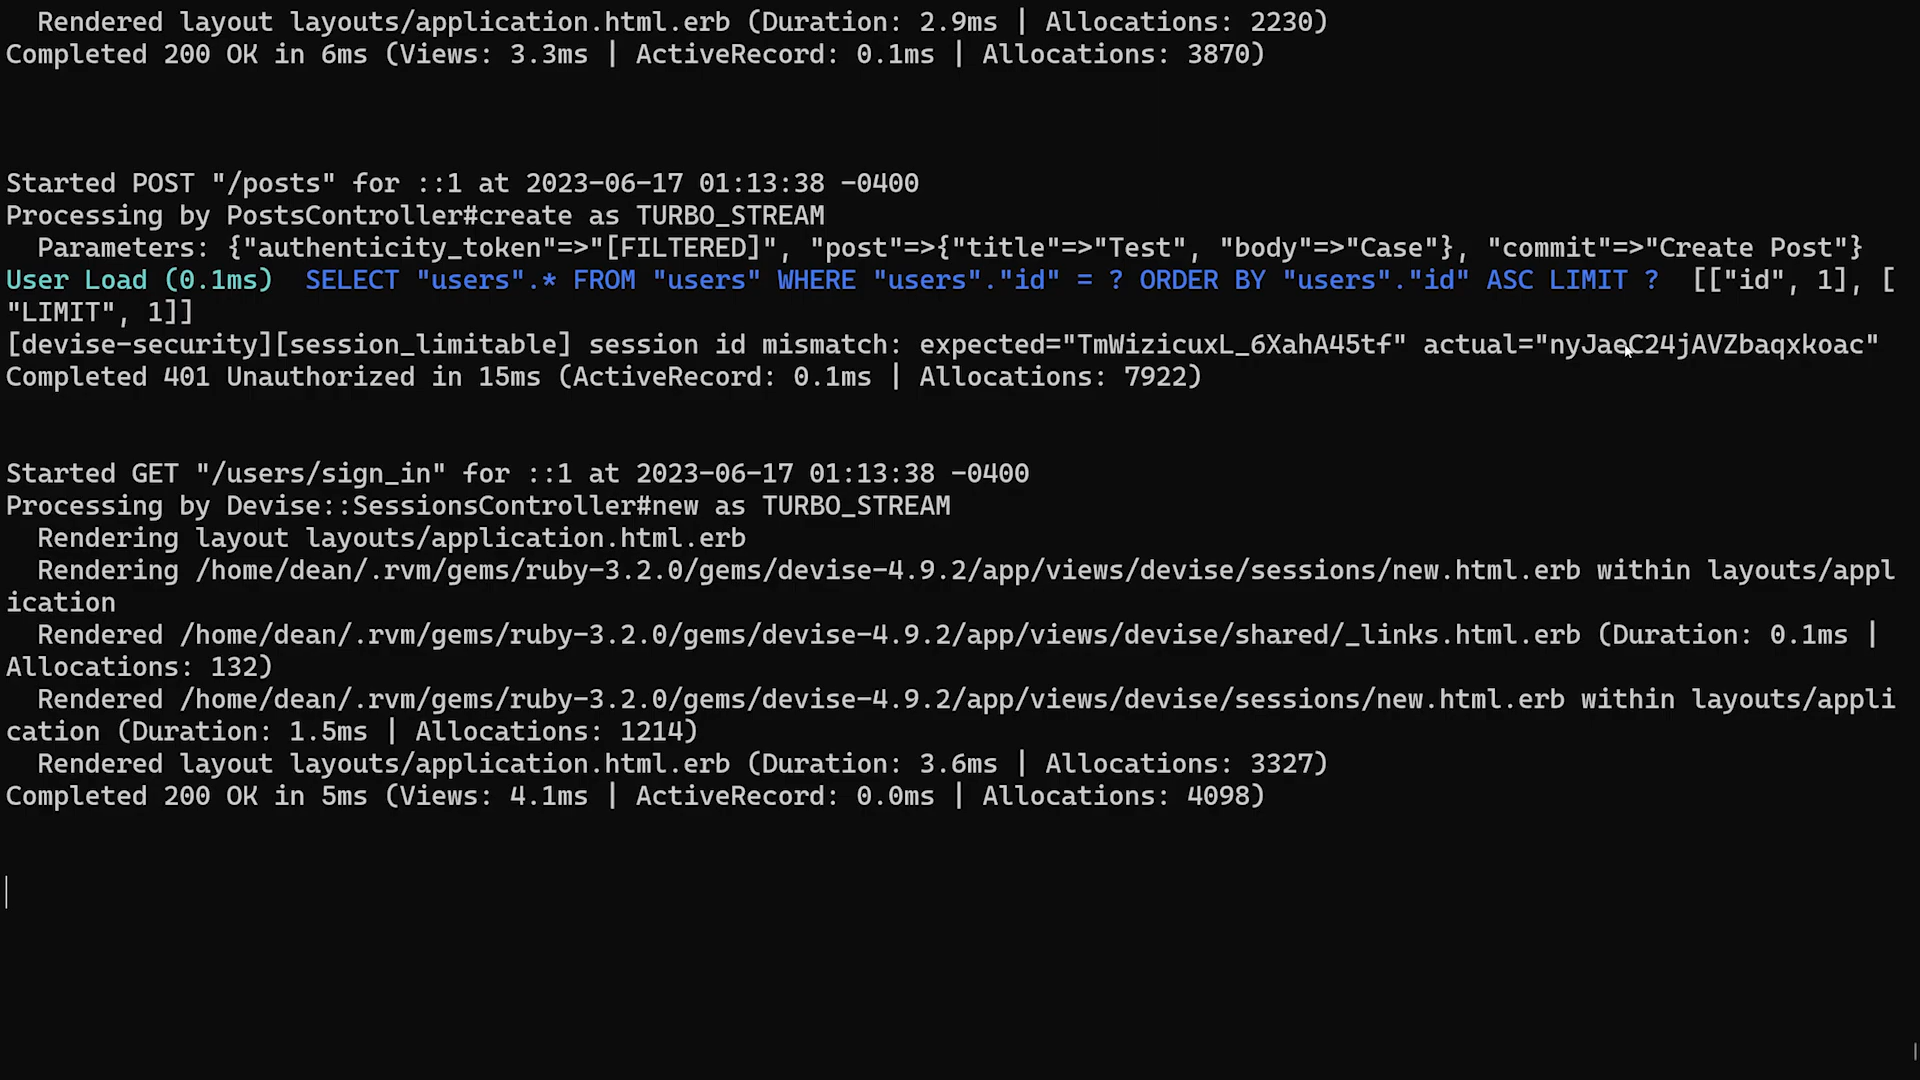 Rendered layout layouts/application.html.erb (Duration: 2.9ms | Allocations: 2230)
Completed 200 OK in 6ms (Views: 3.3ms | ActiveRecord: 0.1ms | Allocations: 3870)
Started POST "/posts" for ::1 at 2023-06-17 01:13:38 -0400
Processing by PostsController#create as TURBO_STREAM
Parameters: {"authenticity_token"=>"[FILTERED]", "post"=>{"title"=>"Test", "body"=>"Case"}, "commit"=>"Create Post"}
User Load (0.1ms)  SELECT "users".* FROM "users" WHERE "users"."id" = ? ORDER BY "users"."id" ASC LIMIT ?  [["id", 1], [
"LIMIT", 1]]
[devise-security][session_limitable] session id mismatch: expected="TmWizicuxL_6XahA45tf" actual="nyJaeC24jAVZbaqxkoac"
Completed 401 Unauthorized in 15ms (ActiveRecord: 0.1ms | Allocations: 7922)
Started GET "/users/sign_in" for ::1 at 2023-06-17 01:13:38 -0400
Processing by Devise::SessionsController#new as TURBO_STREAM
Rendering layout layouts/application.html.erb
Rendering /home/dean/.rvm/gems/ruby-3.2.0/gems/devise-4.9.2/app/views/devise/sessions/new.html.erb within layouts/appl
ication
Rendered /home/dean/.rvm/gems/ruby-3.2.0/gems/devise-4.9.2/app/views/devise/shared/_links.html.erb (Duration: 0.1ms |
Allocations: 132)
Rendered /home/dean/.rvm/gems/ruby-3.2.0/gems/devise-4.9.2/app/views/devise/sessions/new.html.erb within layouts/appli
cation (Duration: 1.5ms | Allocations: 1214)
Rendered layout layouts/application.html.erb (Duration: 3.6ms | Allocations: 3327)
Completed 200 OK in 5ms (Views: 4.1ms | ActiveRecord: 0.0ms | Allocations: 4098)